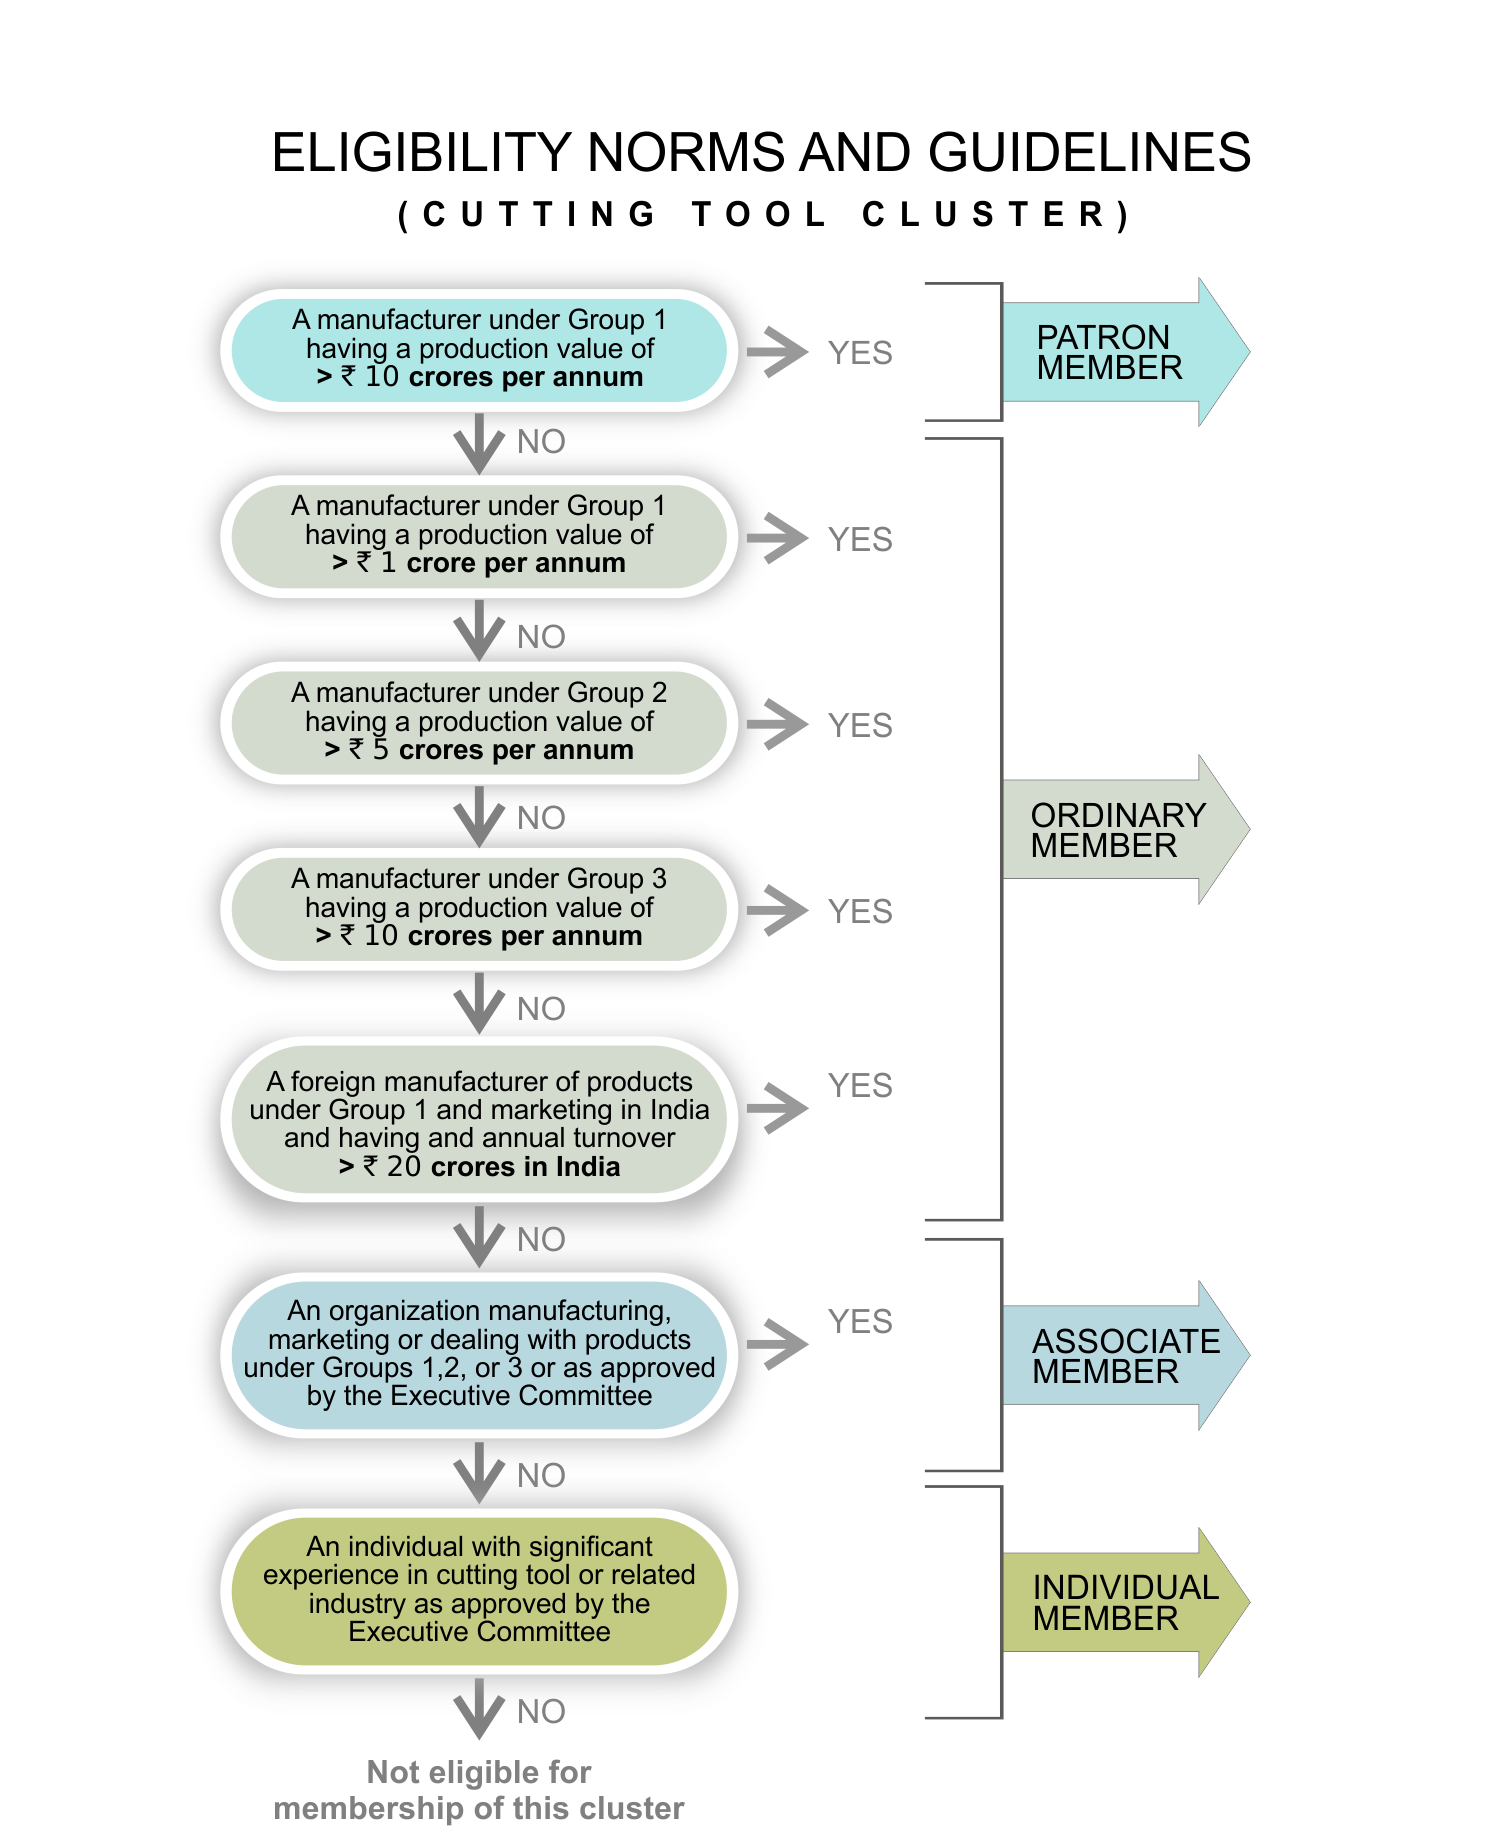 ELIGIBILITY NORMS AND GUIDELINES
(CUTTING TOOL CLUSTER)
A manufacturer under Group 1
having a production value of
> ₹ 10 crores per annum
YES
PATRON
MEMBER
NO
A manufacturer under Group 1
having a production value of
> ₹ 1 crore per annum
YES
NO
A manufacturer under Group 2
having a production value of
> ₹ 5 crores per annum
YES
ORDINARY
MEMBER
NO
A manufacturer under Group 3
having a production value of
> ₹ 10 crores per annum
YES
NO
A foreign manufacturer of products
under Group 1 and marketing in India
and having and annual turnover
> ₹ 20 crores in India
YES
NO
An organization manufacturing,
marketing or dealing with products
under Groups 1,2, or 3 or as approved
by the Executive Committee
YES
ASSOCIATE
MEMBER
NO
An individual with significant
experience in cutting tool or related
industry as approved by the
Executive Committee
INDIVIDUAL
MEMBER
NO
Not eligible for
membership of this cluster